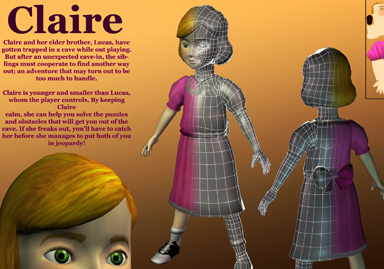 Claire
Claire and her elder brother, Lucas, have
gotten trapped in a cave while out playing.
But after an unexpected cave-in, the sib-
lings must cooperate to find another way
out; an adventure that may turn out to be
too much to handle.
Claire is younger and smaller than Lucas,
whom the player controls. By keeping
Claire
calm, she can help you solve the puzzles
and obstacles that will get you out of the
cave. If she freaks out, you'll have to catch
her before she manages to put both of you
in jeopardy!